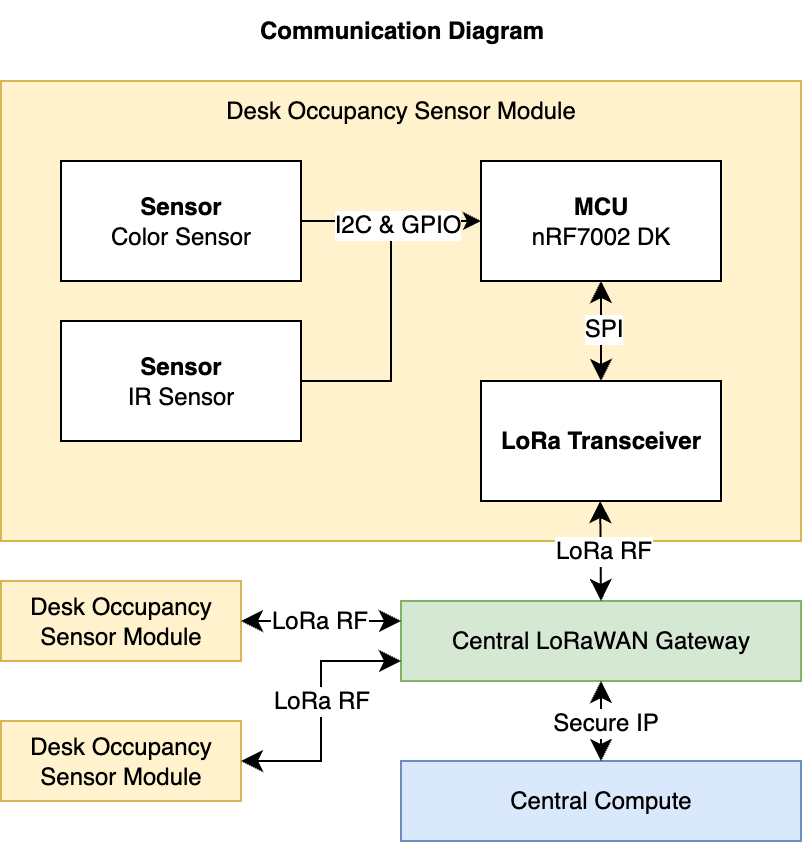 Communication Diagram
Desk Occupancy Sensor Module
Sensor
Color Sensor
I2C & GPIO
MCU
nRF7002 DK
Sensor
IR Sensor
SPI
LoRa Transceiver
LoRa RF
Desk Occupancy
Sensor Module
LoRa RF
Central LoRaWAN Gateway
LoRa RF
Desk Occupancy
Sensor Module
Secure IP
Central Compute